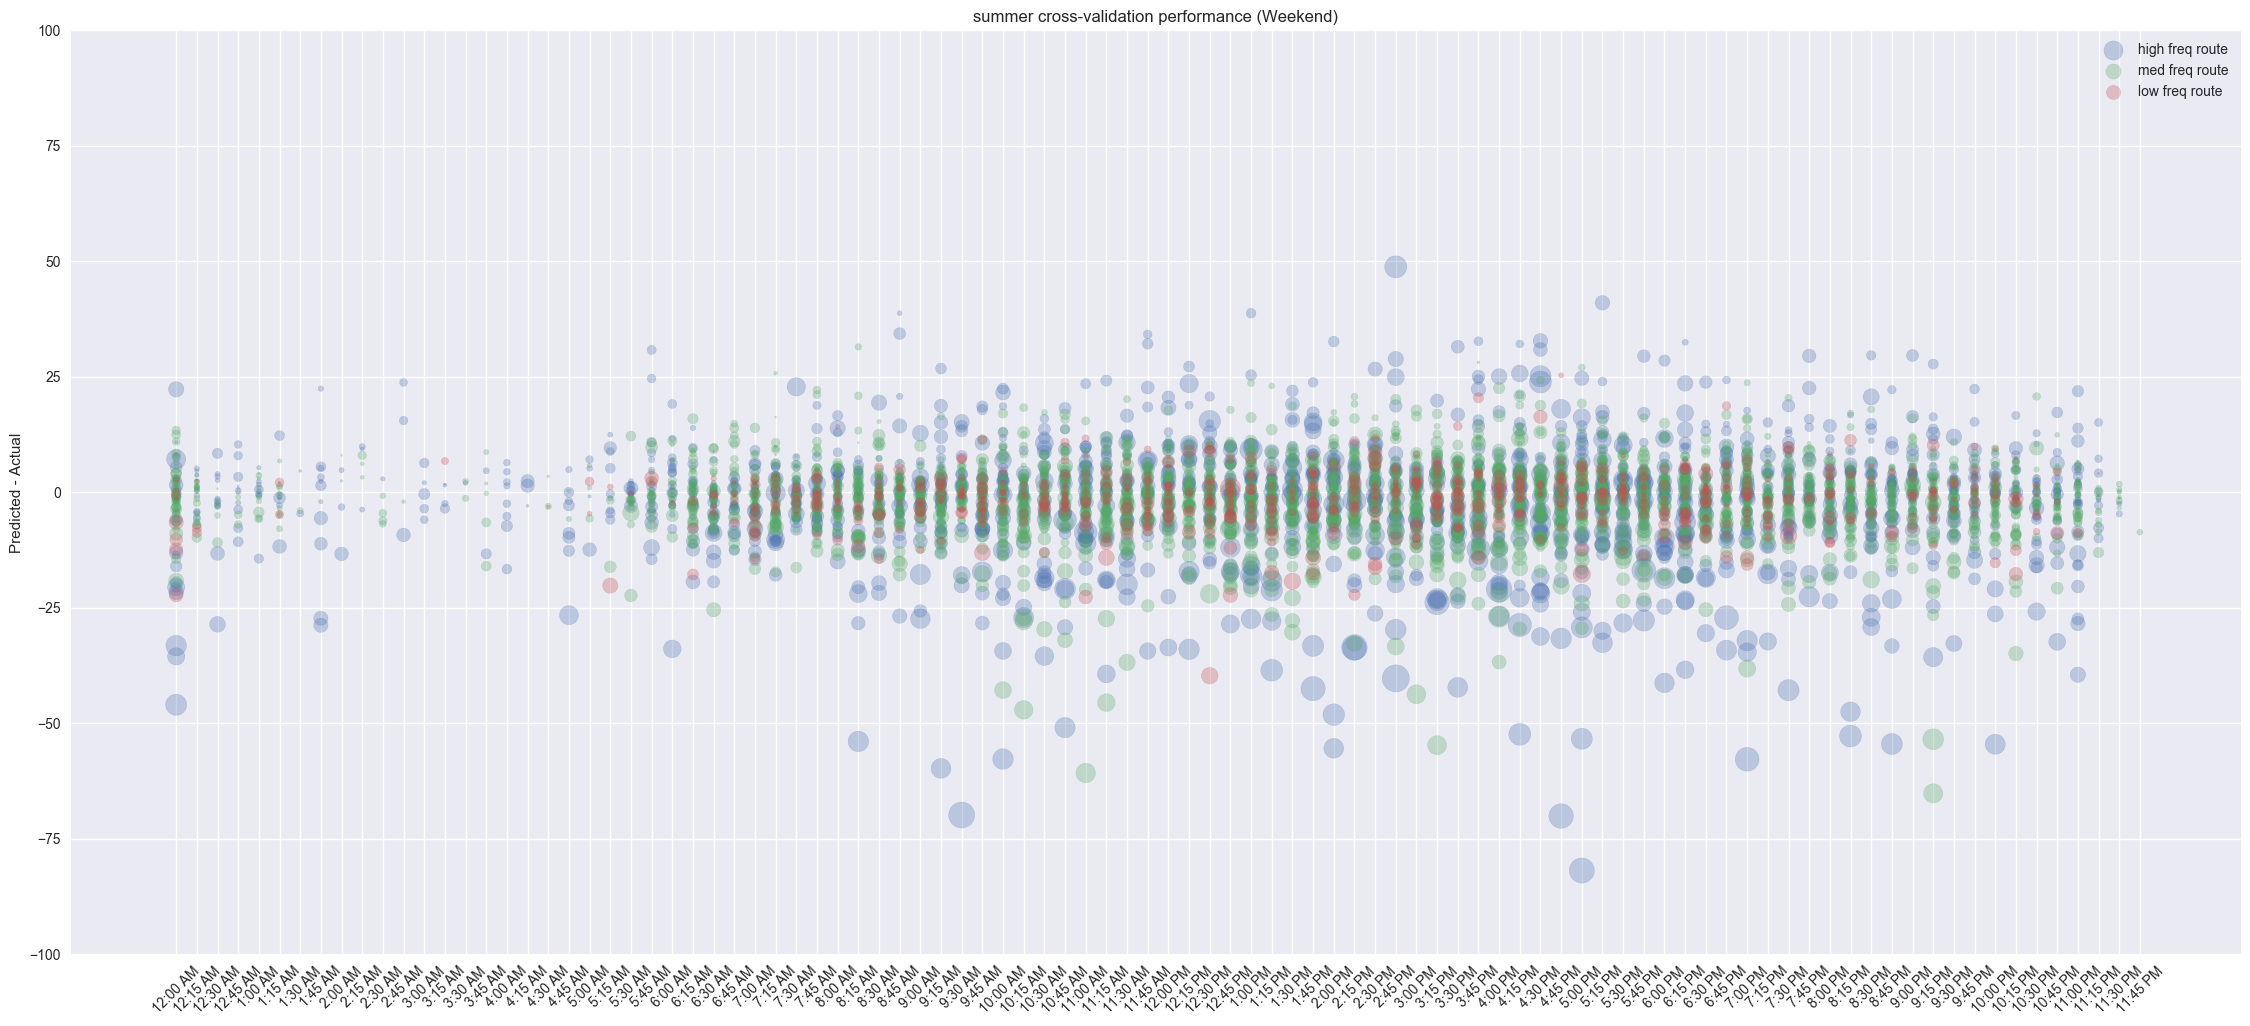 summer cross-validation performance (Weekend)
high freq route
med freq route
low freq route
Predicted - Actual
100
75
50
25
0
−25
−50
−75
−100
12:00 AM
12:15 AM
12:30 AM
12:45 AM
1:00 AM
1:15 AM
1:30 AM
1:45 AM
2:00 AM
2:15 AM
2:30 AM
2:45 AM
3:00 AM
3:15 AM
3:30 AM
3:45 AM
4:00 AM
4:15 AM
4:30 AM
4:45 AM
5:00 AM
5:15 AM
5:30 AM
5:45 AM
6:00 AM
6:15 AM
6:30 AM
6:45 AM
7:00 AM
7:15 AM
7:30 AM
7:45 AM
8:00 AM
8:15 AM
8:30 AM
8:45 AM
9:00 AM
9:15 AM
9:30 AM
9:45 AM
10:00 AM
10:15 AM
10:30 AM
10:45 AM
11:00 AM
11:15 AM
11:30 AM
11:45 AM
12:00 PM
12:15 PM
12:30 PM
12:45 PM
1:00 PM
1:15 PM
1:30 PM
1:45 PM
2:00 PM
2:15 PM
2:30 PM
2:45 PM
3:00 PM
3:15 PM
3:30 PM
3:45 PM
4:00 PM
4:15 PM
4:30 PM
4:45 PM
5:00 PM
5:15 PM
5:30 PM
5:45 PM
6:00 PM
6:15 PM
6:30 PM
6:45 PM
7:00 PM
7:15 PM
7:30 PM
7:45 PM
8:00 PM
8:15 PM
8:30 PM
8:45 PM
9:00 PM
9:15 PM
9:30 PM
9:45 PM
10:00 PM
10:15 PM
10:30 PM
10:45 PM
11:00 PM
11:15 PM
11:30 PM
11:45 PM